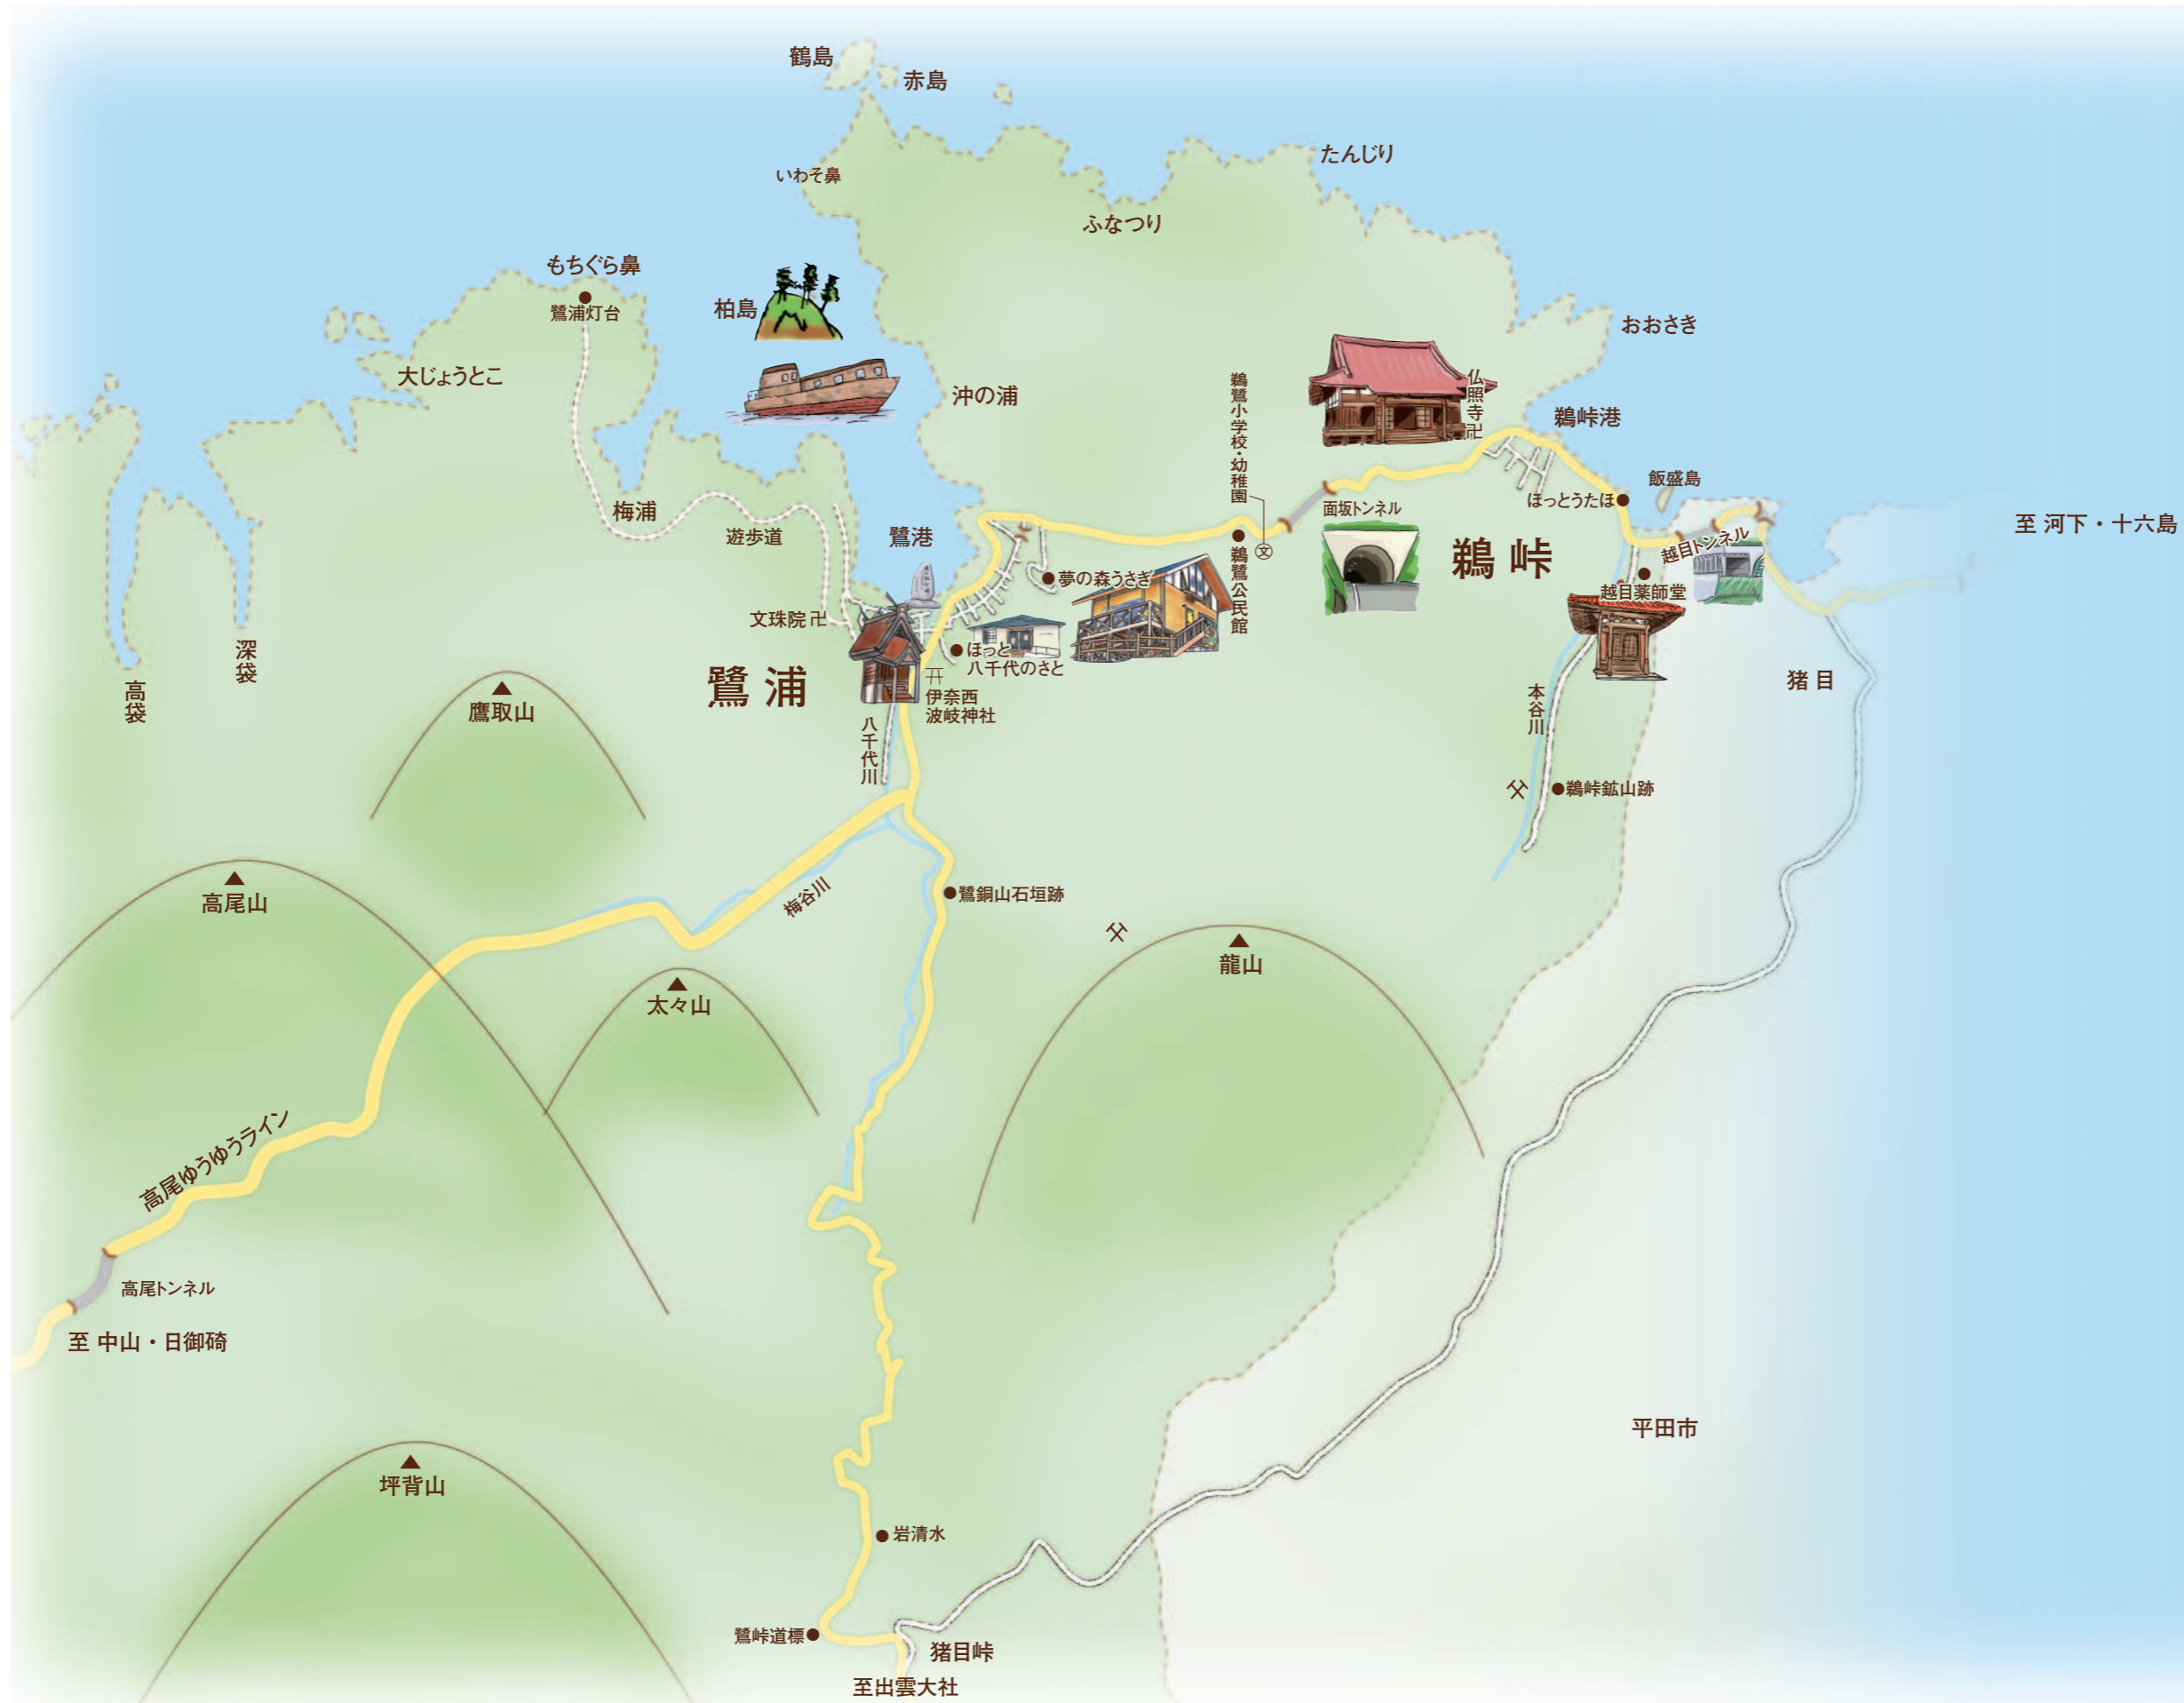 鶴島
赤島
いわそ鼻
たんじり
ふなつり
もちぐら鼻
鷺浦灯台
柏島
おおさき
大じょうとこ
沖の浦
鵜鷺小学校・幼稚園
仏照寺
鵜峠港
飯盛島
ほっとうたほ
面坂トンネル
梅浦
遊歩道
鷺港
至 河下・十六島
越目トンネル
鵜峠
文
鵜鷺公民館
夢の森うさぎ
越目薬師堂
文珠院
ほっと
八千代のさと
深袋
高袋
鷺浦
伊奈西
波岐神社
猪目
本谷川
鷹取山
八千代川
鵜峠鉱山跡
高尾山
梅谷川
鷺銅山石垣跡
龍山
太々山
高尾ゆうゆうライン
高尾トンネル
至 中山・日御碕
平田市
坪背山
岩清水
鷺峠道標
猪目峠
至出雲大社